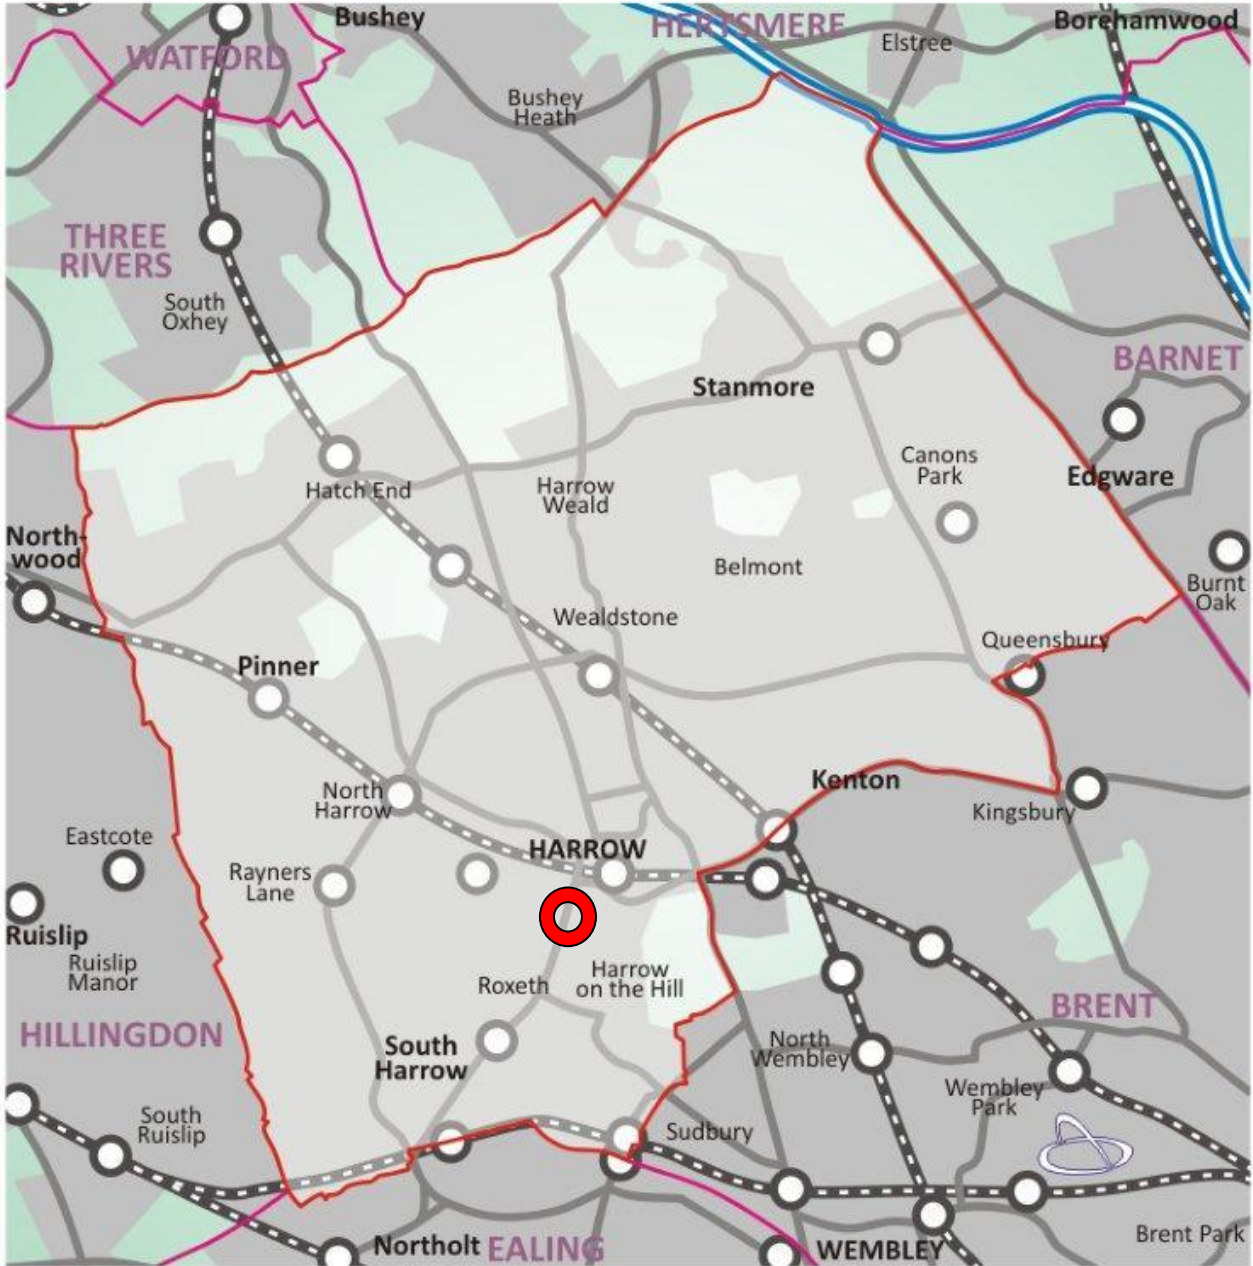 Bushey
HERTSMERE
Borehamwood
Elstree
WATFORD
Bushey
Heath
THREE
RIVERS
South
Oxhey
BARNET
Stanmore
Canons
Park
Edgware
Hatch End
Harrow
Weald
North-
wood
Belmont
Burnt
Oak
Wealdstone
Queensbury
Pinner
Kenton
North
Harrow
Kingsbury
Eastcote
HARROW
Rayners
Lane
Ruislip
Ruislip
Manor
Roxeth
Harrow
on the Hill
BRENT
HILLINGDON
South
Harrow
North
Wembley
Wembley
Park
South
Ruislip
Sudbury
Brent Park
Northolt
EALING
WEMBLEY